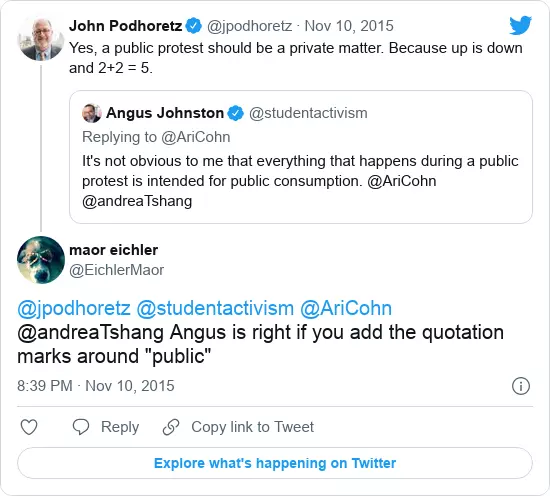 John Podhoretz @jpodhoretz · Nov 10, 2015
Yes, a public protest should be a private matter. Because up is down
and 2+2 = 5.
Angus Johnston @studentactivism
Replying to @AriCohn
It's not obvious to me that everything that happens during a public
protest is intended for public consumption. @AriCohn
@andreaTshang
maor eichler
@EichlerMaor
@jpodhoretz @studentactivism @AriCohn
@andreaTshang Angus is right if you add the quotation
marks around "public"
8:39 PM · Nov 10, 2015
Reply Copy link to Tweet
Explore what's happening on Twitter